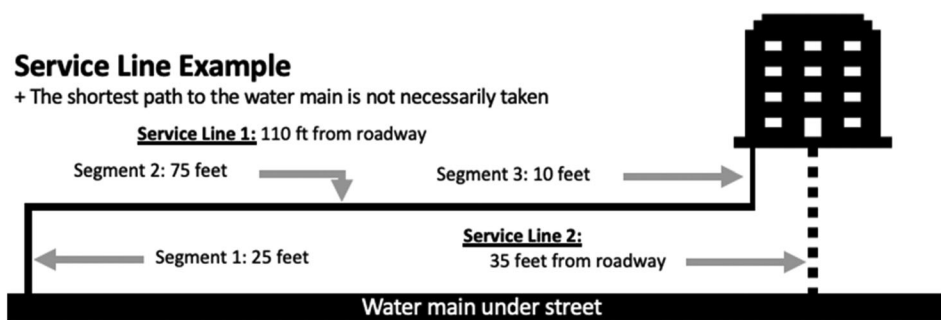 Service Line Example
+ The shortest path to the water main is not necessarily taken
Service Line 1: 110 ft from roadway
Segment 2: 75 feet
Segment 3: 10 feet
Service Line 2:
Segment 1: 25 feet
35 feet from roadway
Water main under street